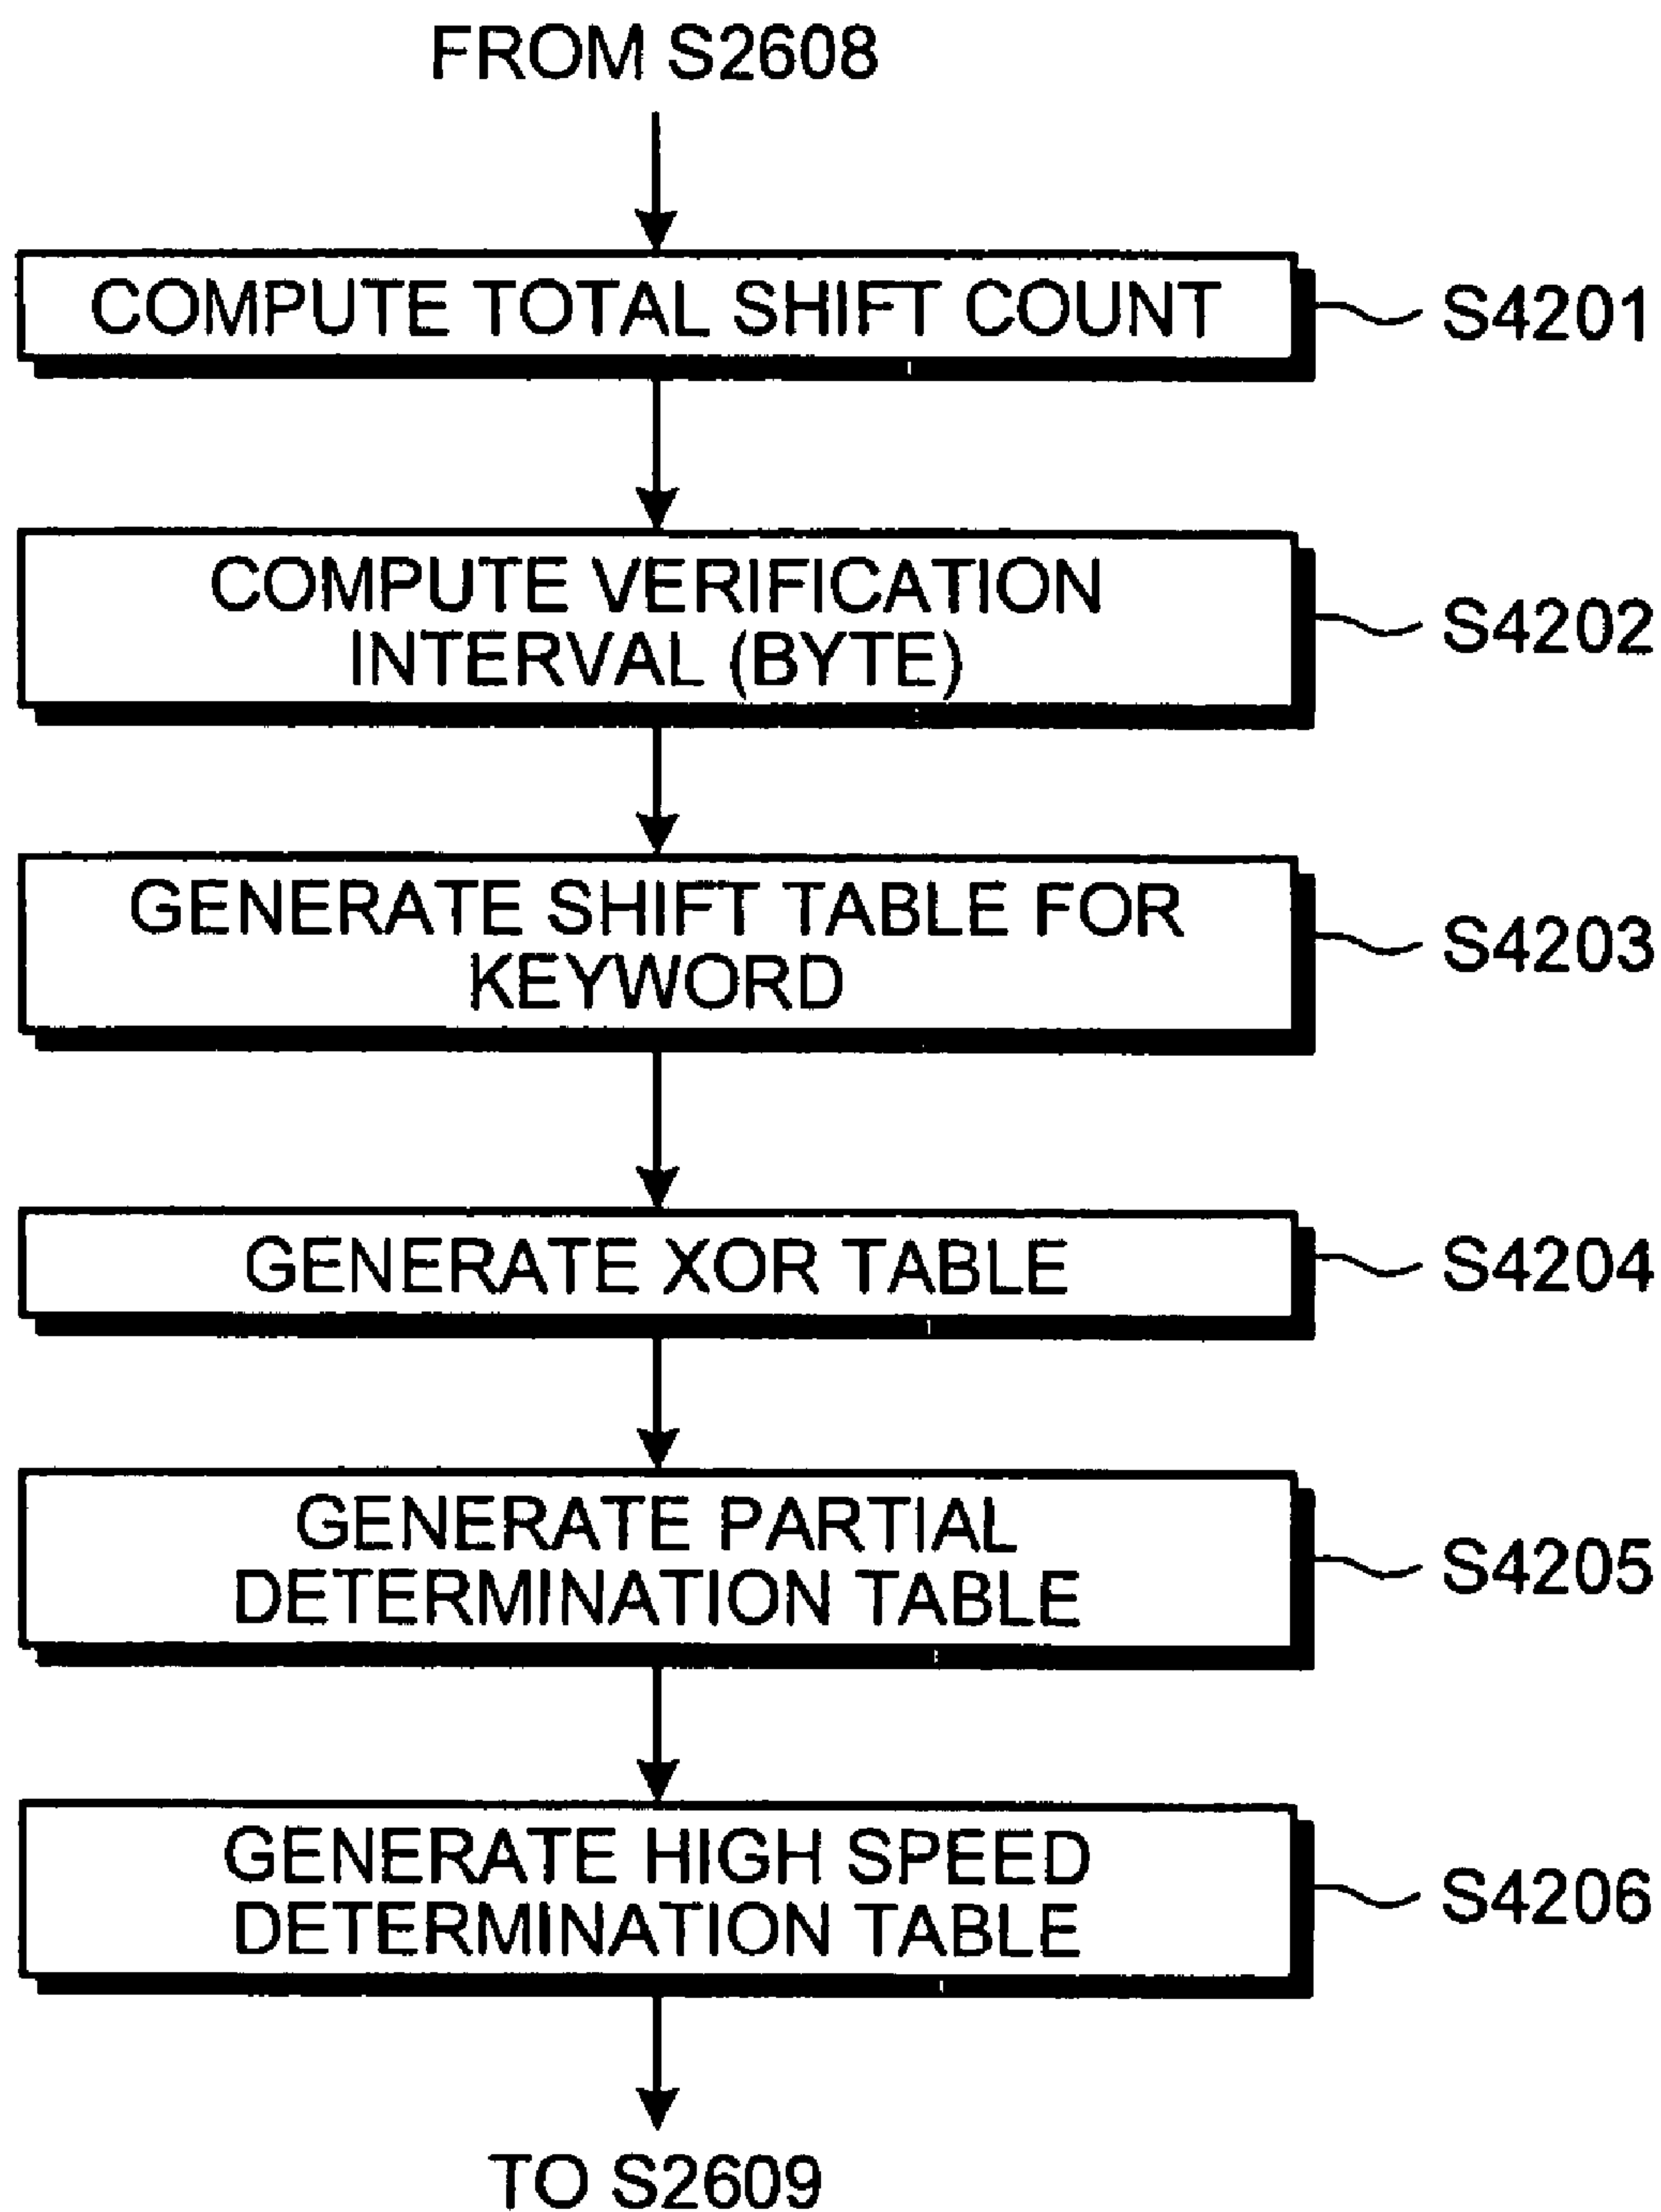 FROM S2608
COMPUTE TOTAL SHIFT COUNT
S4201
COMPUTE VERIFICATION
INTERVAL (BYTE)
S4202
GENERATE SHIFT TABLE FOR
KEYWORD
S4203
GENERATE XOR TABLE
S4204
GENERATE PARTIAL
DETERMINATION TABLE
S4205
GENERATE HIGH SPEED
DETERMINATION TABLE
S4206
TO S2609